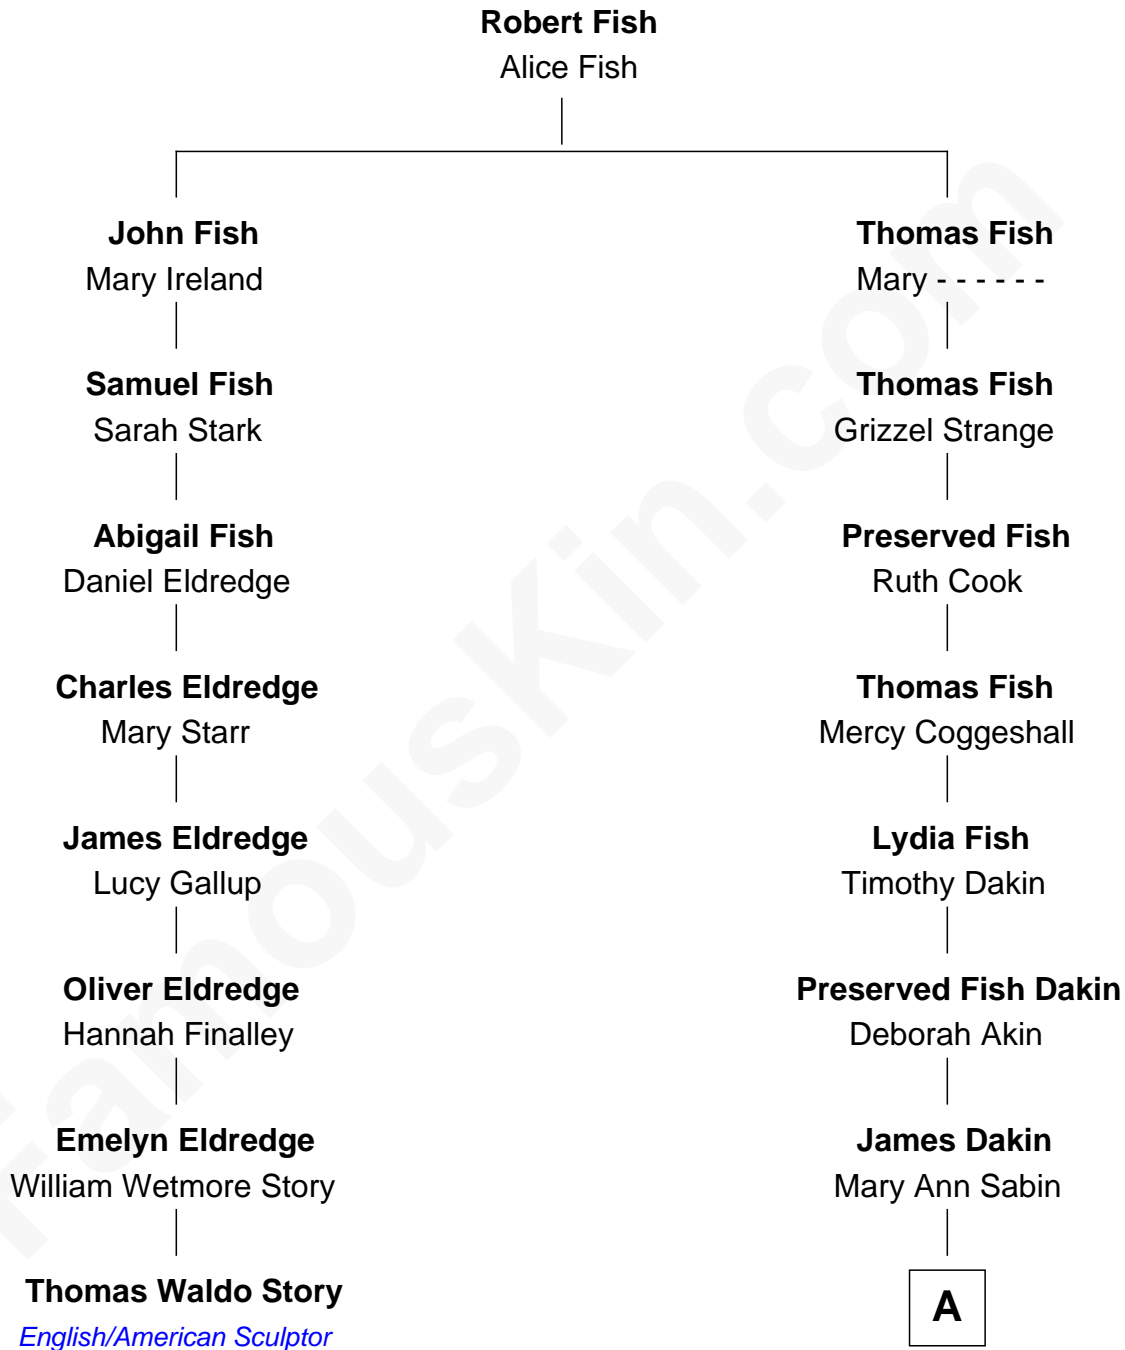 Robert Fish
Alice Fish
John Fish
Mary Ireland
Thomas Fish
Mary - - - - - -
Samuel Fish
Sarah Stark
Thomas Fish
Grizzel Strange
Abigail Fish
Daniel Eldredge
Preserved Fish
Ruth Cook
Charles Eldredge
Mary Starr
Thomas Fish
Mercy Coggeshall
James Eldredge
Lucy Gallup
Lydia Fish
Timothy Dakin
Oliver Eldredge
Hannah Finalley
Preserved Fish Dakin
Deborah Akin
Emelyn Eldredge
William Wetmore Story
James Dakin
Mary Ann Sabin
Thomas Waldo Story
English/American Sculptor
A
FamousKin.com